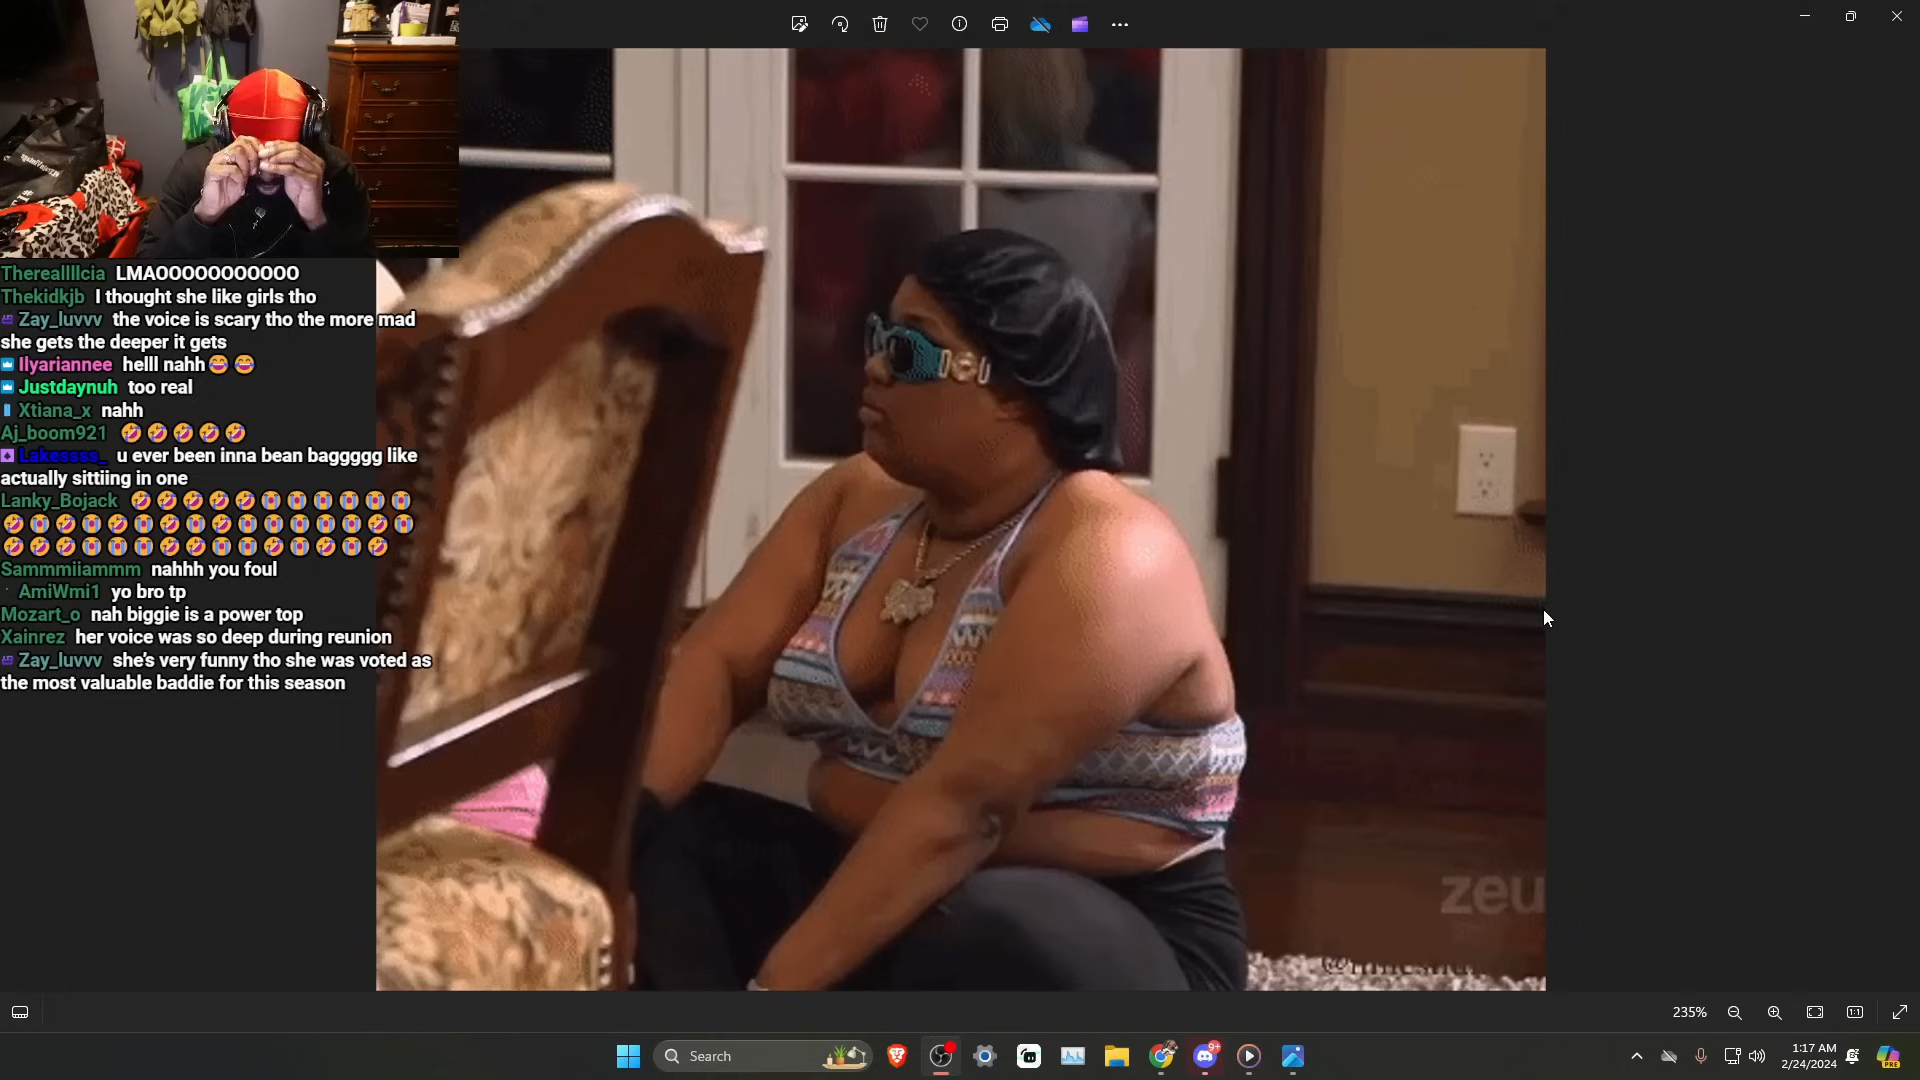 Thereallllcia LMAOOOOOOOOOOO
Thekidkjb I thought she like girls tho
Zay_luvvv the voice is scary tho the more mad
she gets the deeper it gets
Ilyariannee helll nahh😂😂
Justdaynuh too real
Xtiana_x nahh
Aj_boom921 🤣🤣🤣🤣🤣
Lakessss_ u ever been inna bean baggggg like
actually sittiing in one
Lanky_Bojack 🤣🤣🤣🤣🤣😭😭😭😭😭😭
🤣😭🤣😭🤣😭🤣😭🤣😭😭😭😭😭🤣😭
🤣🤣🤣😭😭😭🤣🤣😭😭🤣😭🤣😭🤣
Sammmiiammm nahhh you foul
AmiWmi1 yo bro tp
Mozart_o nah biggie is a power top
Xainrez her voice was so deep during reunion
Zay_luvvv she's very funny tho she was voted as
the most valuable baddie for this season
zeu
235%
Search
9+
1:17 AM
2/24/2024
PRE